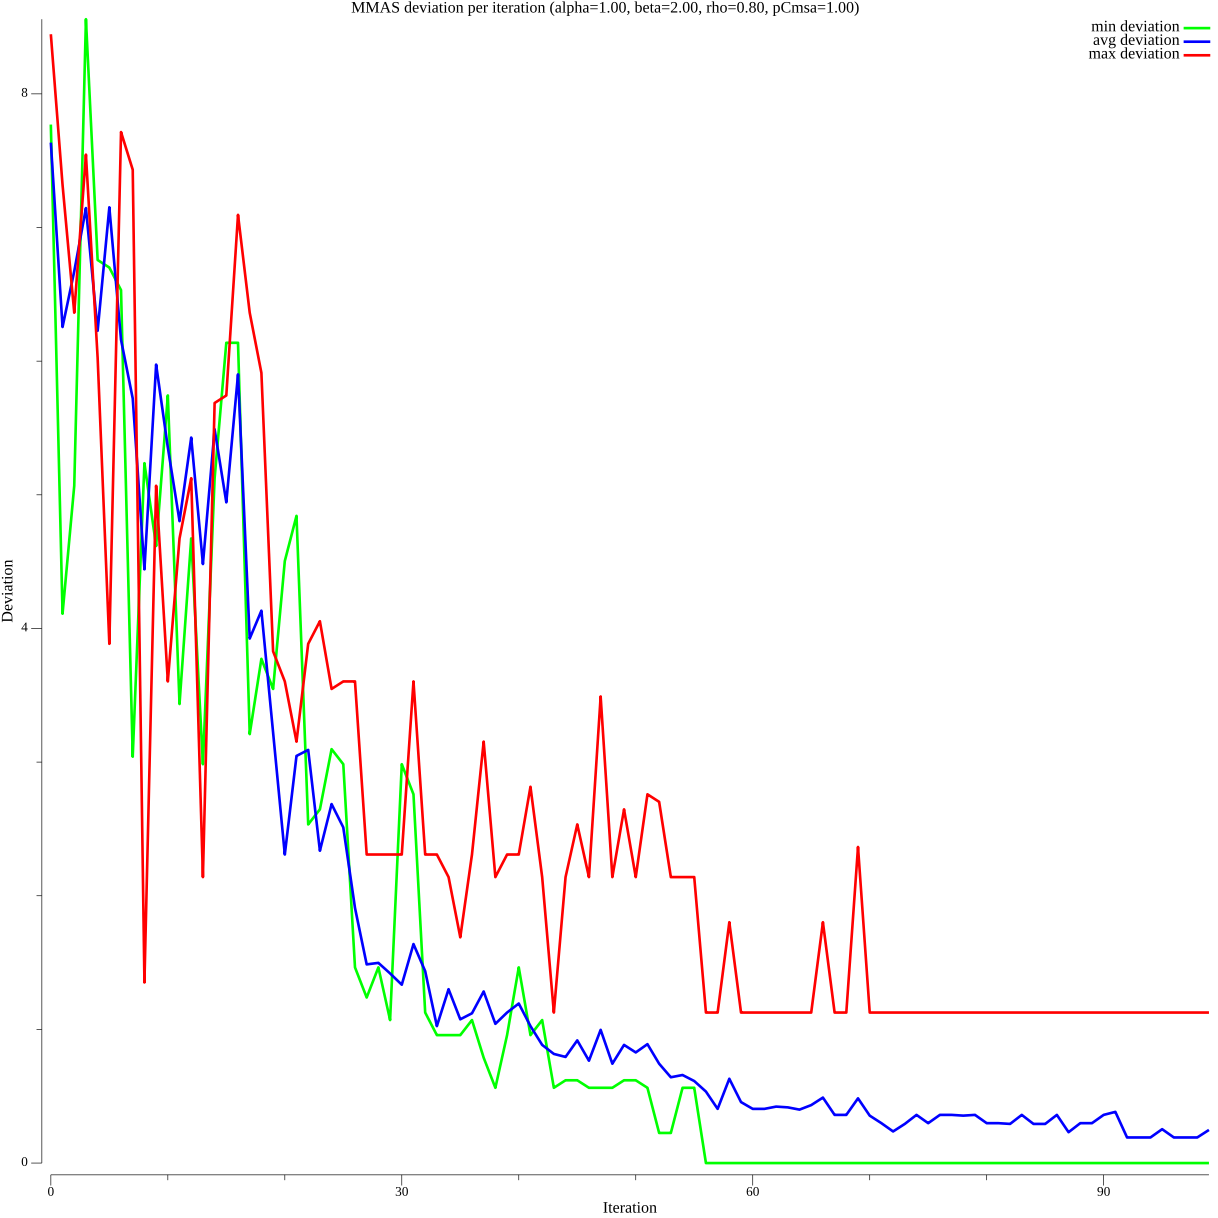 MMAS deviation per iteration (alpha=1.00, beta=2.00, rho=0.80, pCmsa=1.00)
min deviation
avg deviation
max deviation
8
4
0
Deviation
0 30 60 90
Iteration